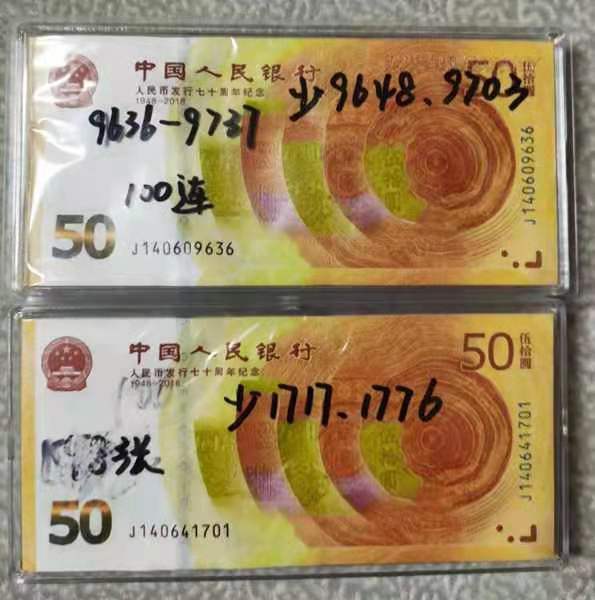 中国人民银行
人民币发行七十周年纪念
1948-2018
少9648、9703
伍拾圆
9636-9737
100连
50
J140609636
J140609636
中国人民银行
人民币发行七十周年纪念
1948-2018
50
伍拾圆
少1717、1776
张
50
J140641701
J140641701